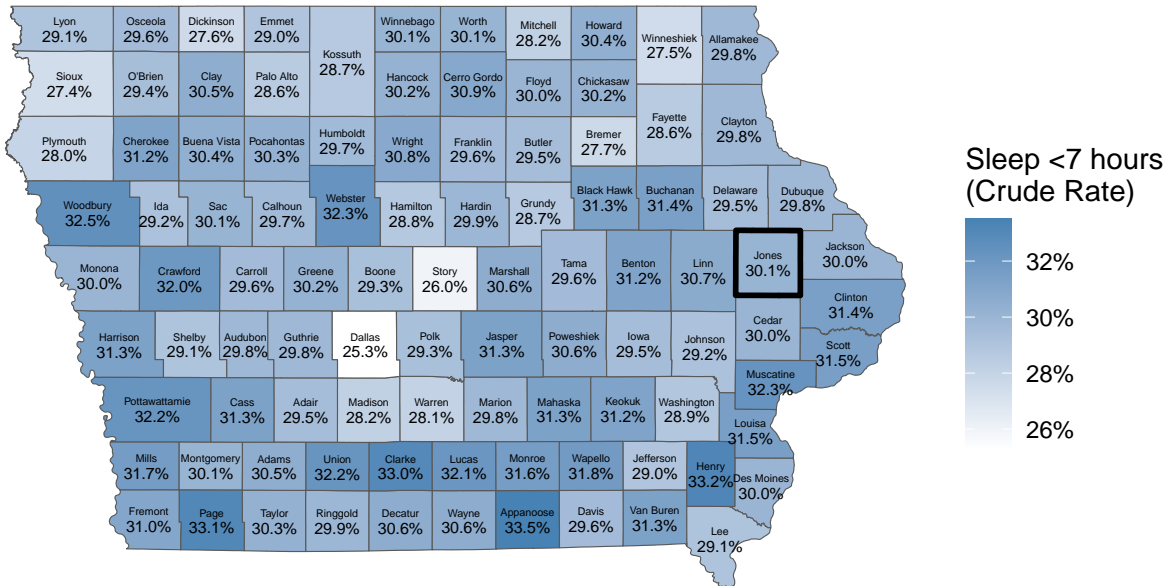 Lyon
29.1%
Osceola
29.6%
Dickinson
27.6%
Emmet
29.0%
Kossuth
28.7%
Winnebago
30.1%
Worth
30.1%
Mitchell
28.2%
Howard
30.4%
Winneshiek
27.5%
Allamakee
29.8%
Sioux
27.4%
O'Brien
29.4%
Clay
30.5%
Palo Alto
28.6%
Hancock
30.2%
Cerro Gordo
30.9%
Floyd
30.0%
Chickasaw
30.2%
Fayette
28.6%
Clayton
29.8%
Plymouth
28.0%
Cherokee
31.2%
Buena Vista
30.4%
Pocahontas
30.3%
Humboldt
29.7%
Wright
30.8%
Franklin
29.6%
Butler
29.5%
Bremer
27.7%
Woodbury
32.5%
Ida
29.2%
Sac
30.1%
Calhoun
29.7%
Webster
32.3%
Hamilton
28.8%
Hardin
29.9%
Grundy
28.7%
Black Hawk
31.3%
Buchanan
31.4%
Delaware
29.5%
Dubuque
29.8%
Monona
30.0%
Crawford
32.0%
Carroll
29.6%
Greene
30.2%
Boone
29.3%
Story
26.0%
Marshall
30.6%
Tama
29.6%
Benton
31.2%
Linn
30.7%
Jones
30.1%
Jackson
30.0%
Clinton
31.4%
Harrison
31.3%
Shelby
29.1%
Audubon
29.8%
Guthrie
29.8%
Dallas
25.3%
Polk
29.3%
Jasper
31.3%
Poweshiek
30.6%
Iowa
29.5%
Johnson
29.2%
Cedar
30.0%
Scott
31.5%
Muscatine
32.3%
Pottawattamie
32.2%
Cass
31.3%
Adair
29.5%
Madison
28.2%
Warren
28.1%
Marion
29.8%
Mahaska
31.3%
Keokuk
31.2%
Washington
28.9%
Louisa
31.5%
Mills
31.7%
Montgomery
30.1%
Adams
30.5%
Union
32.2%
Clarke
33.0%
Lucas
32.1%
Monroe
31.6%
Wapello
31.8%
Jefferson
29.0%
Henry
33.2%
Des Moines
30.0%
Fremont
31.0%
Page
33.1%
Taylor
30.3%
Ringgold
29.9%
Decatur
30.6%
Wayne
30.6%
Appanoose
33.5%
Davis
29.6%
Van Buren
31.3%
Lee
29.1%
Sleep <7 hours
(Crude Rate)
32%
30%
28%
26%